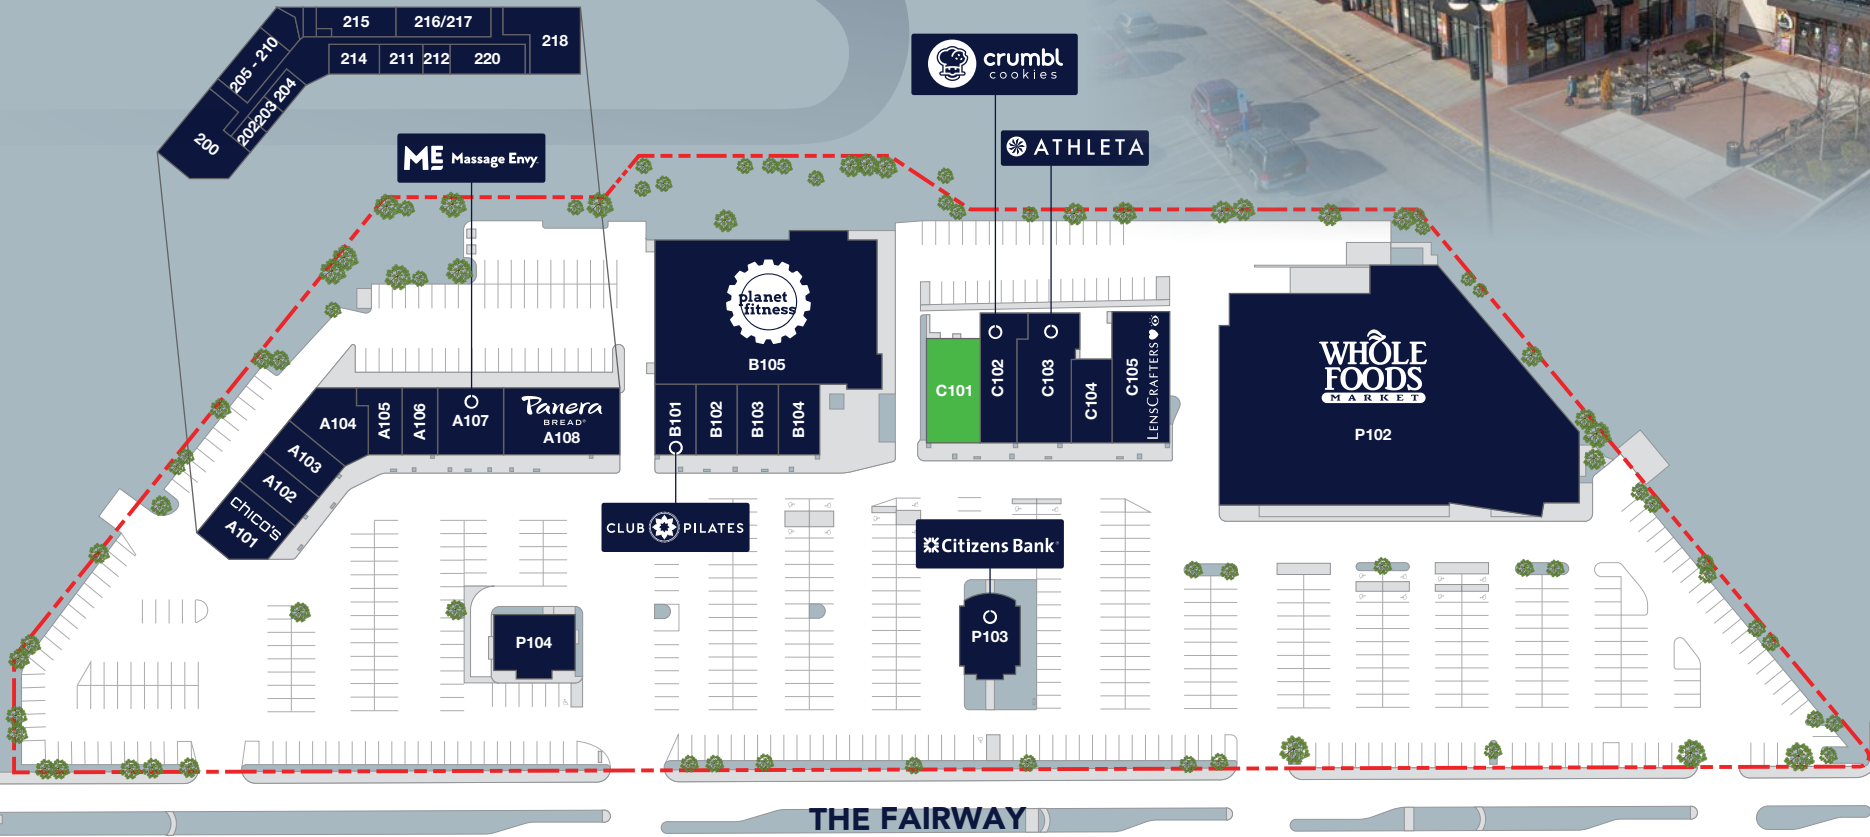 215
216/217
218
205 - 210
214
211
212
220
204
203
202
200
crumbl
cookies
ATHLETA
ME Massage Envy
planet
fitness
B105
WHOLE
FOODS
MARKET
P102
C101
C102
C103
C104
C105
LENSCRAFTERS
A104
A105
A106
A107
Panera
BREAD®
A108
B101
B102
B103
B104
A103
A102
chico's
A101
CLUB PILATES
Citizens Bank
P104
P103
THE FAIRWAY